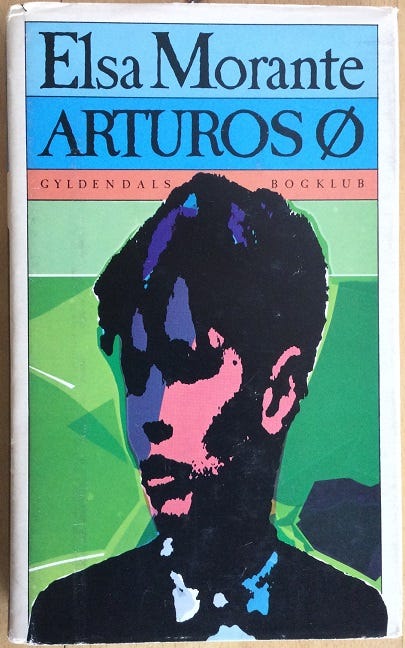 Elsa Morante
ARTUROS Ø
GYLDENDALS BOGKLUB